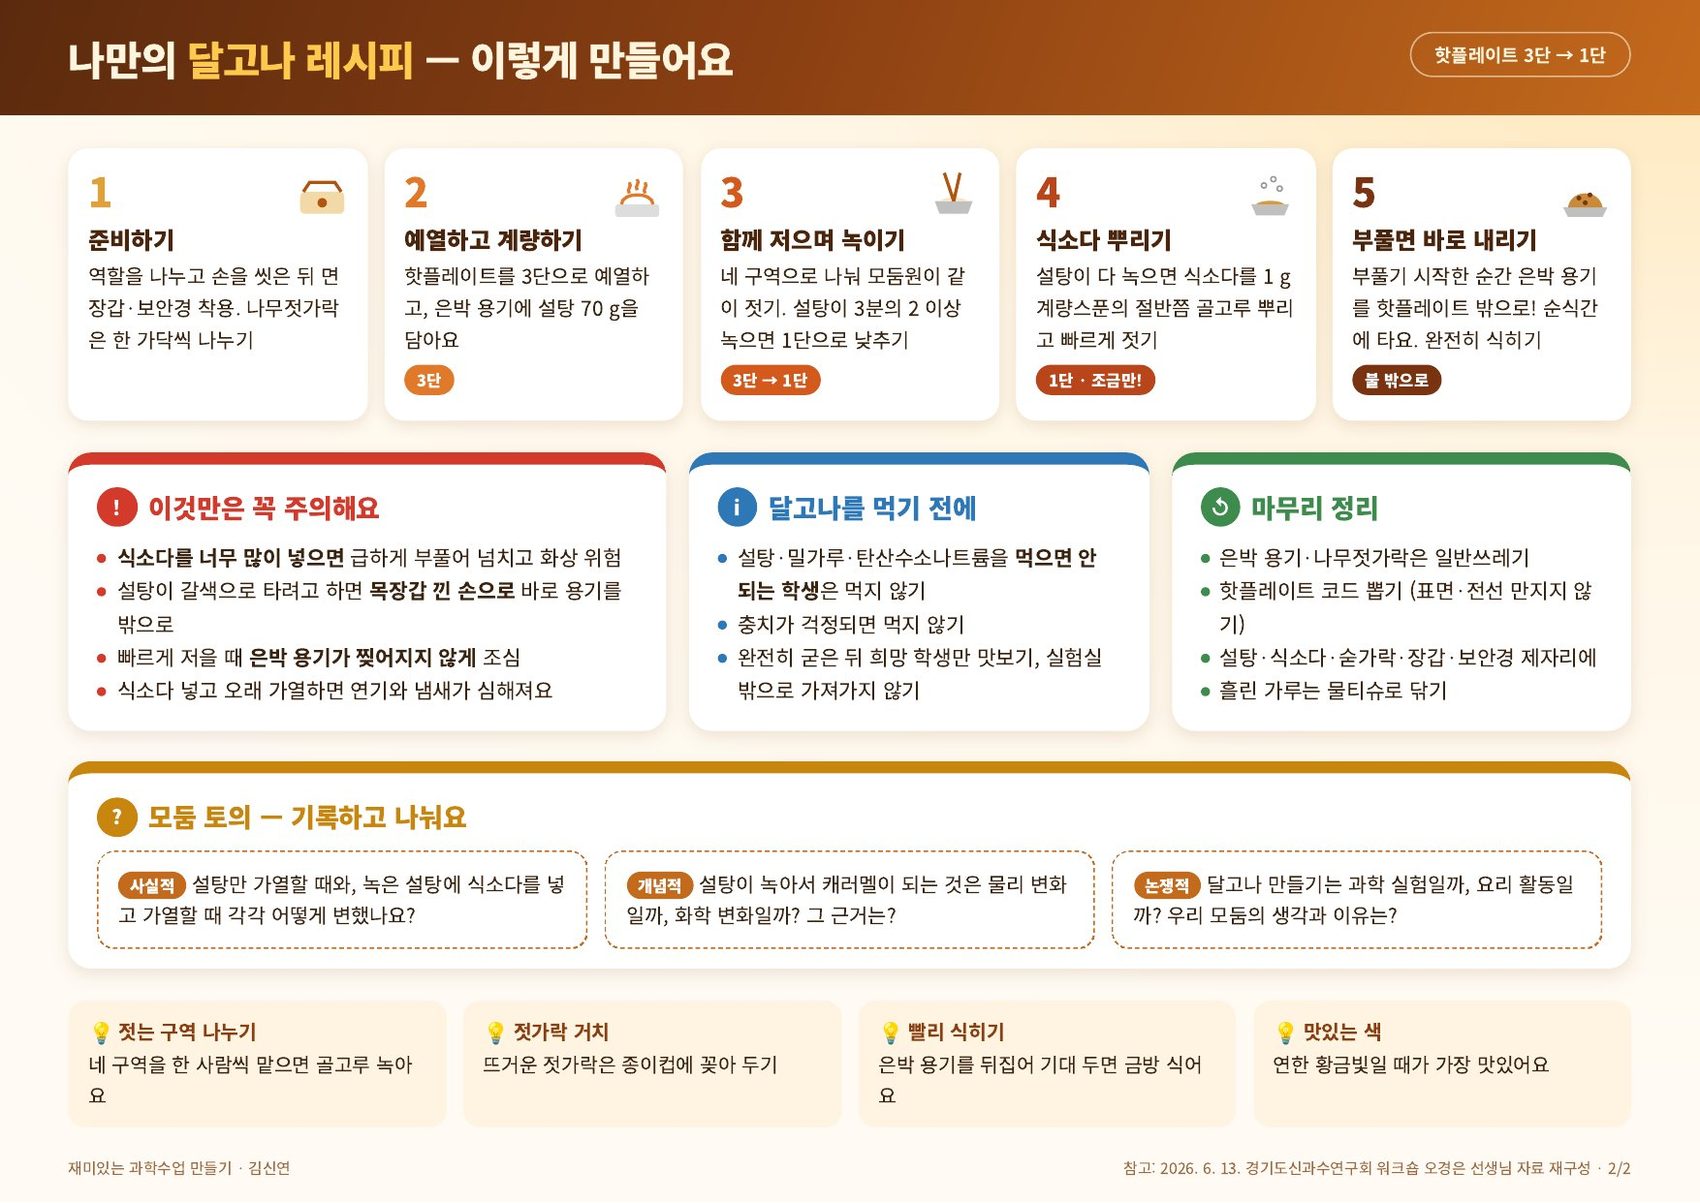 나만의 달고나 레시피 — 이렇게 만들어요
핫플레이트 3단 → 1단
1
준비하기
역할을 나누고 손을 씻은 뒤 면
장갑·보안경 착용. 나무젓가락
은 한 가닥씩 나누기
2
예열하고 계량하기
핫플레이트를 3단으로 예열하
고, 은박 용기에 설탕 70 g을
담아요
3단
3
함께 저으며 녹이기
네 구역으로 나눠 모둠원이 같
이 젓기. 설탕이 3분의 2 이상
녹으면 1단으로 낮추기
3단 → 1단
4
식소다 뿌리기
설탕이 다 녹으면 식소다를 1 g
계량스푼의 절반쯤 골고루 뿌리
고 빠르게 젓기
1단 · 조금만!
5
부풀면 바로 내리기
부풀기 시작한 순간 은박 용기
를 핫플레이트 밖으로! 순식간
에 타요. 완전히 식히기
불 밖으로
! 이것만은 꼭 주의해요
• 식소다를 너무 많이 넣으면 급하게 부풀어 넘치고 화상 위험
• 설탕이 갈색으로 타려고 하면 목장갑 낀 손으로 바로 용기를
밖으로
• 빠르게 저을 때 은박 용기가 찢어지지 않게 조심
• 식소다 넣고 오래 가열하면 연기와 냄새가 심해져요
i 달고나를 먹기 전에
• 설탕·밀가루·탄산수소나트륨을 먹으면 안
되는 학생은 먹지 않기
• 충치가 걱정되면 먹지 않기
• 완전히 굳은 뒤 희망 학생만 맛보기, 실험실
밖으로 가져가지 않기
마무리 정리
• 은박 용기·나무젓가락은 일반쓰레기
• 핫플레이트 코드 뽑기 (표면·전선 만지지 않
기)
• 설탕·식소다·숟가락·장갑·보안경 제자리에
• 흘린 가루는 물티슈로 닦기
? 모둠 토의 — 기록하고 나눠요
사실적 설탕만 가열할 때와, 녹은 설탕에 식소다를 넣
고 가열할 때 각각 어떻게 변했나요?
개념적 설탕이 녹아서 캐러멜이 되는 것은 물리 변화
일까, 화학 변화일까? 그 근거는?
논쟁적 달고나 만들기는 과학 실험일까, 요리 활동일
까? 우리 모둠의 생각과 이유는?
💡 젓는 구역 나누기
네 구역을 한 사람씩 맡으면 골고루 녹아
요
💡 젓가락 거치
뜨거운 젓가락은 종이컵에 꽂아 두기
💡 빨리 식히기
은박 용기를 뒤집어 기대 두면 금방 식어
요
💡 맛있는 색
연한 황금빛일 때가 가장 맛있어요
재미있는 과학수업 만들기 · 김신연
참고: 2026. 6. 13. 경기도신과수연구회 워크숍 오경은 선생님 자료 재구성 · 2/2